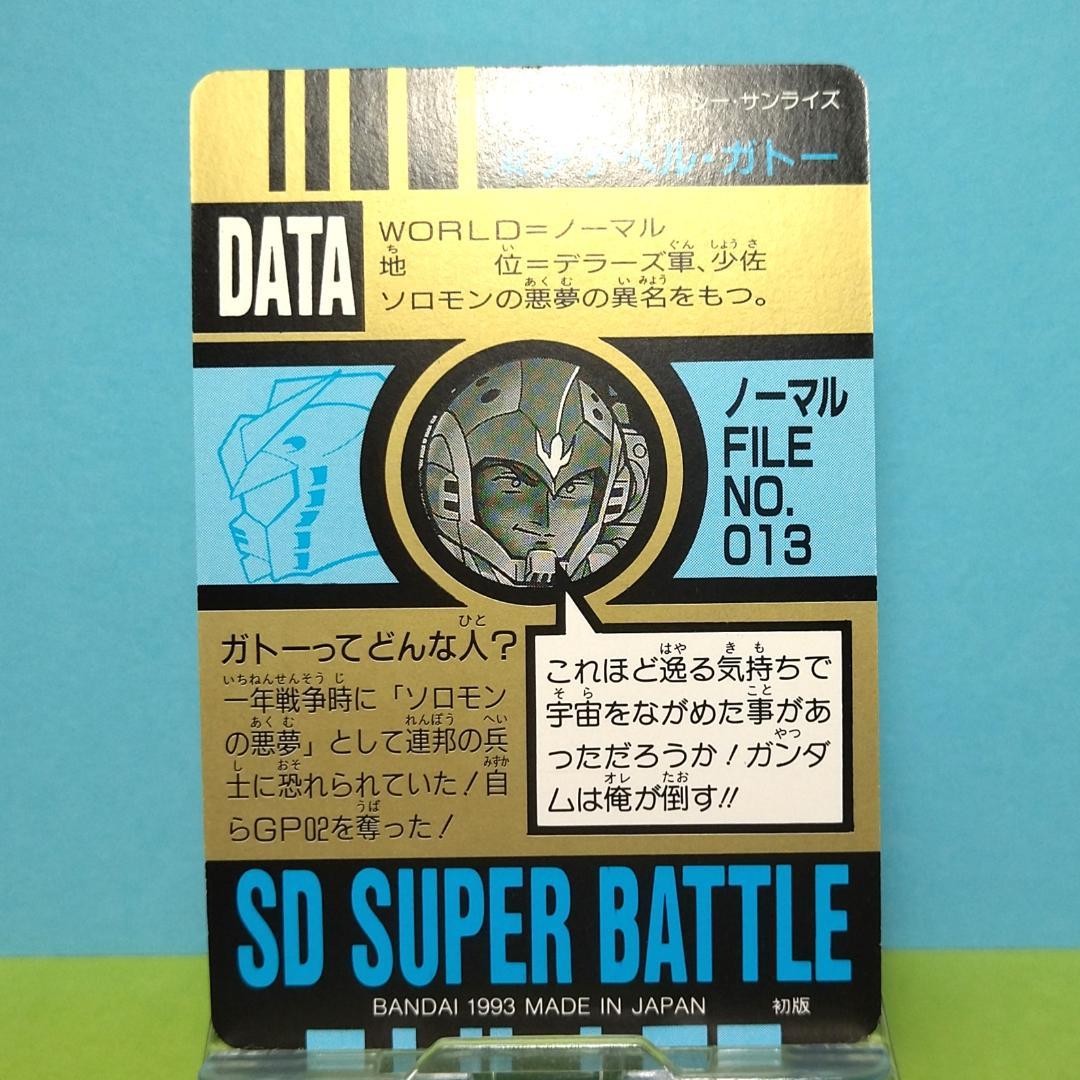 サンライズ
ガトー
DATA
WORLD=ノーマル
地位=デラーズ軍、少佐
ソロモンの悪夢の異名をもつ。
ノーマル
FILE
NO.
013
ガトーってどんな人?
一年戦争時に「ソロモン
の悪夢」として連邦の兵
士に恐れられていた!自
らGP02を奪った!
これほど逸る気持ちで
宇宙をながめた事があ
っただろうか!ガンダ
ムは俺が倒す!!
SD SUPER BATTLE
BANDAI 1993 MADE IN JAPAN 初版